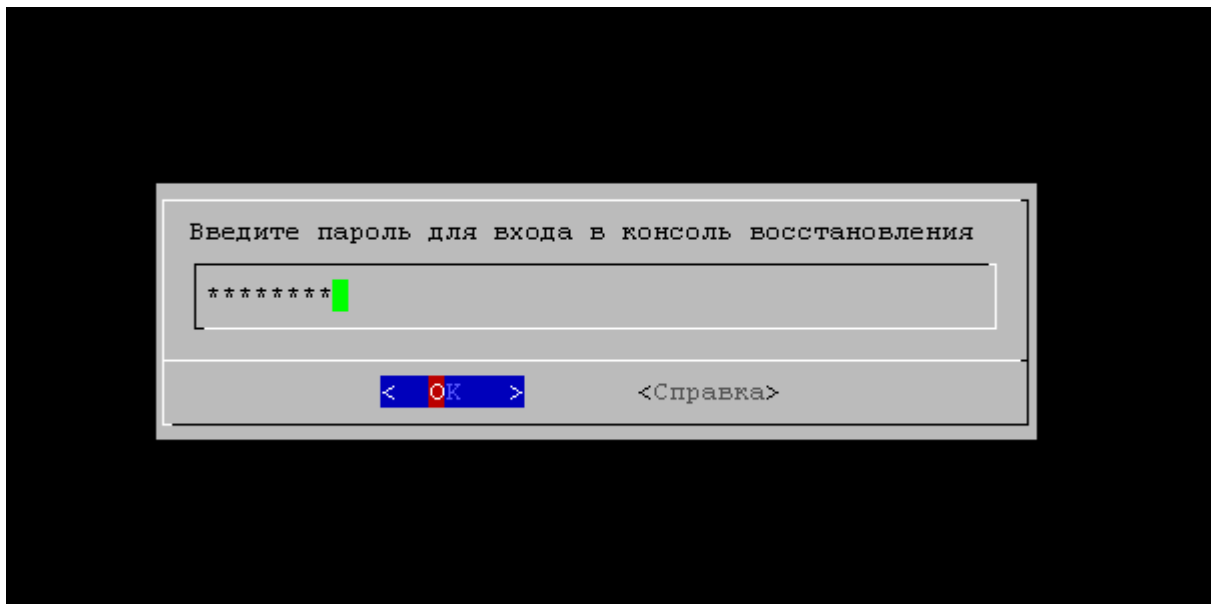 Введите пароль для входа в консоль восстановления
********
< OK > <Справка>